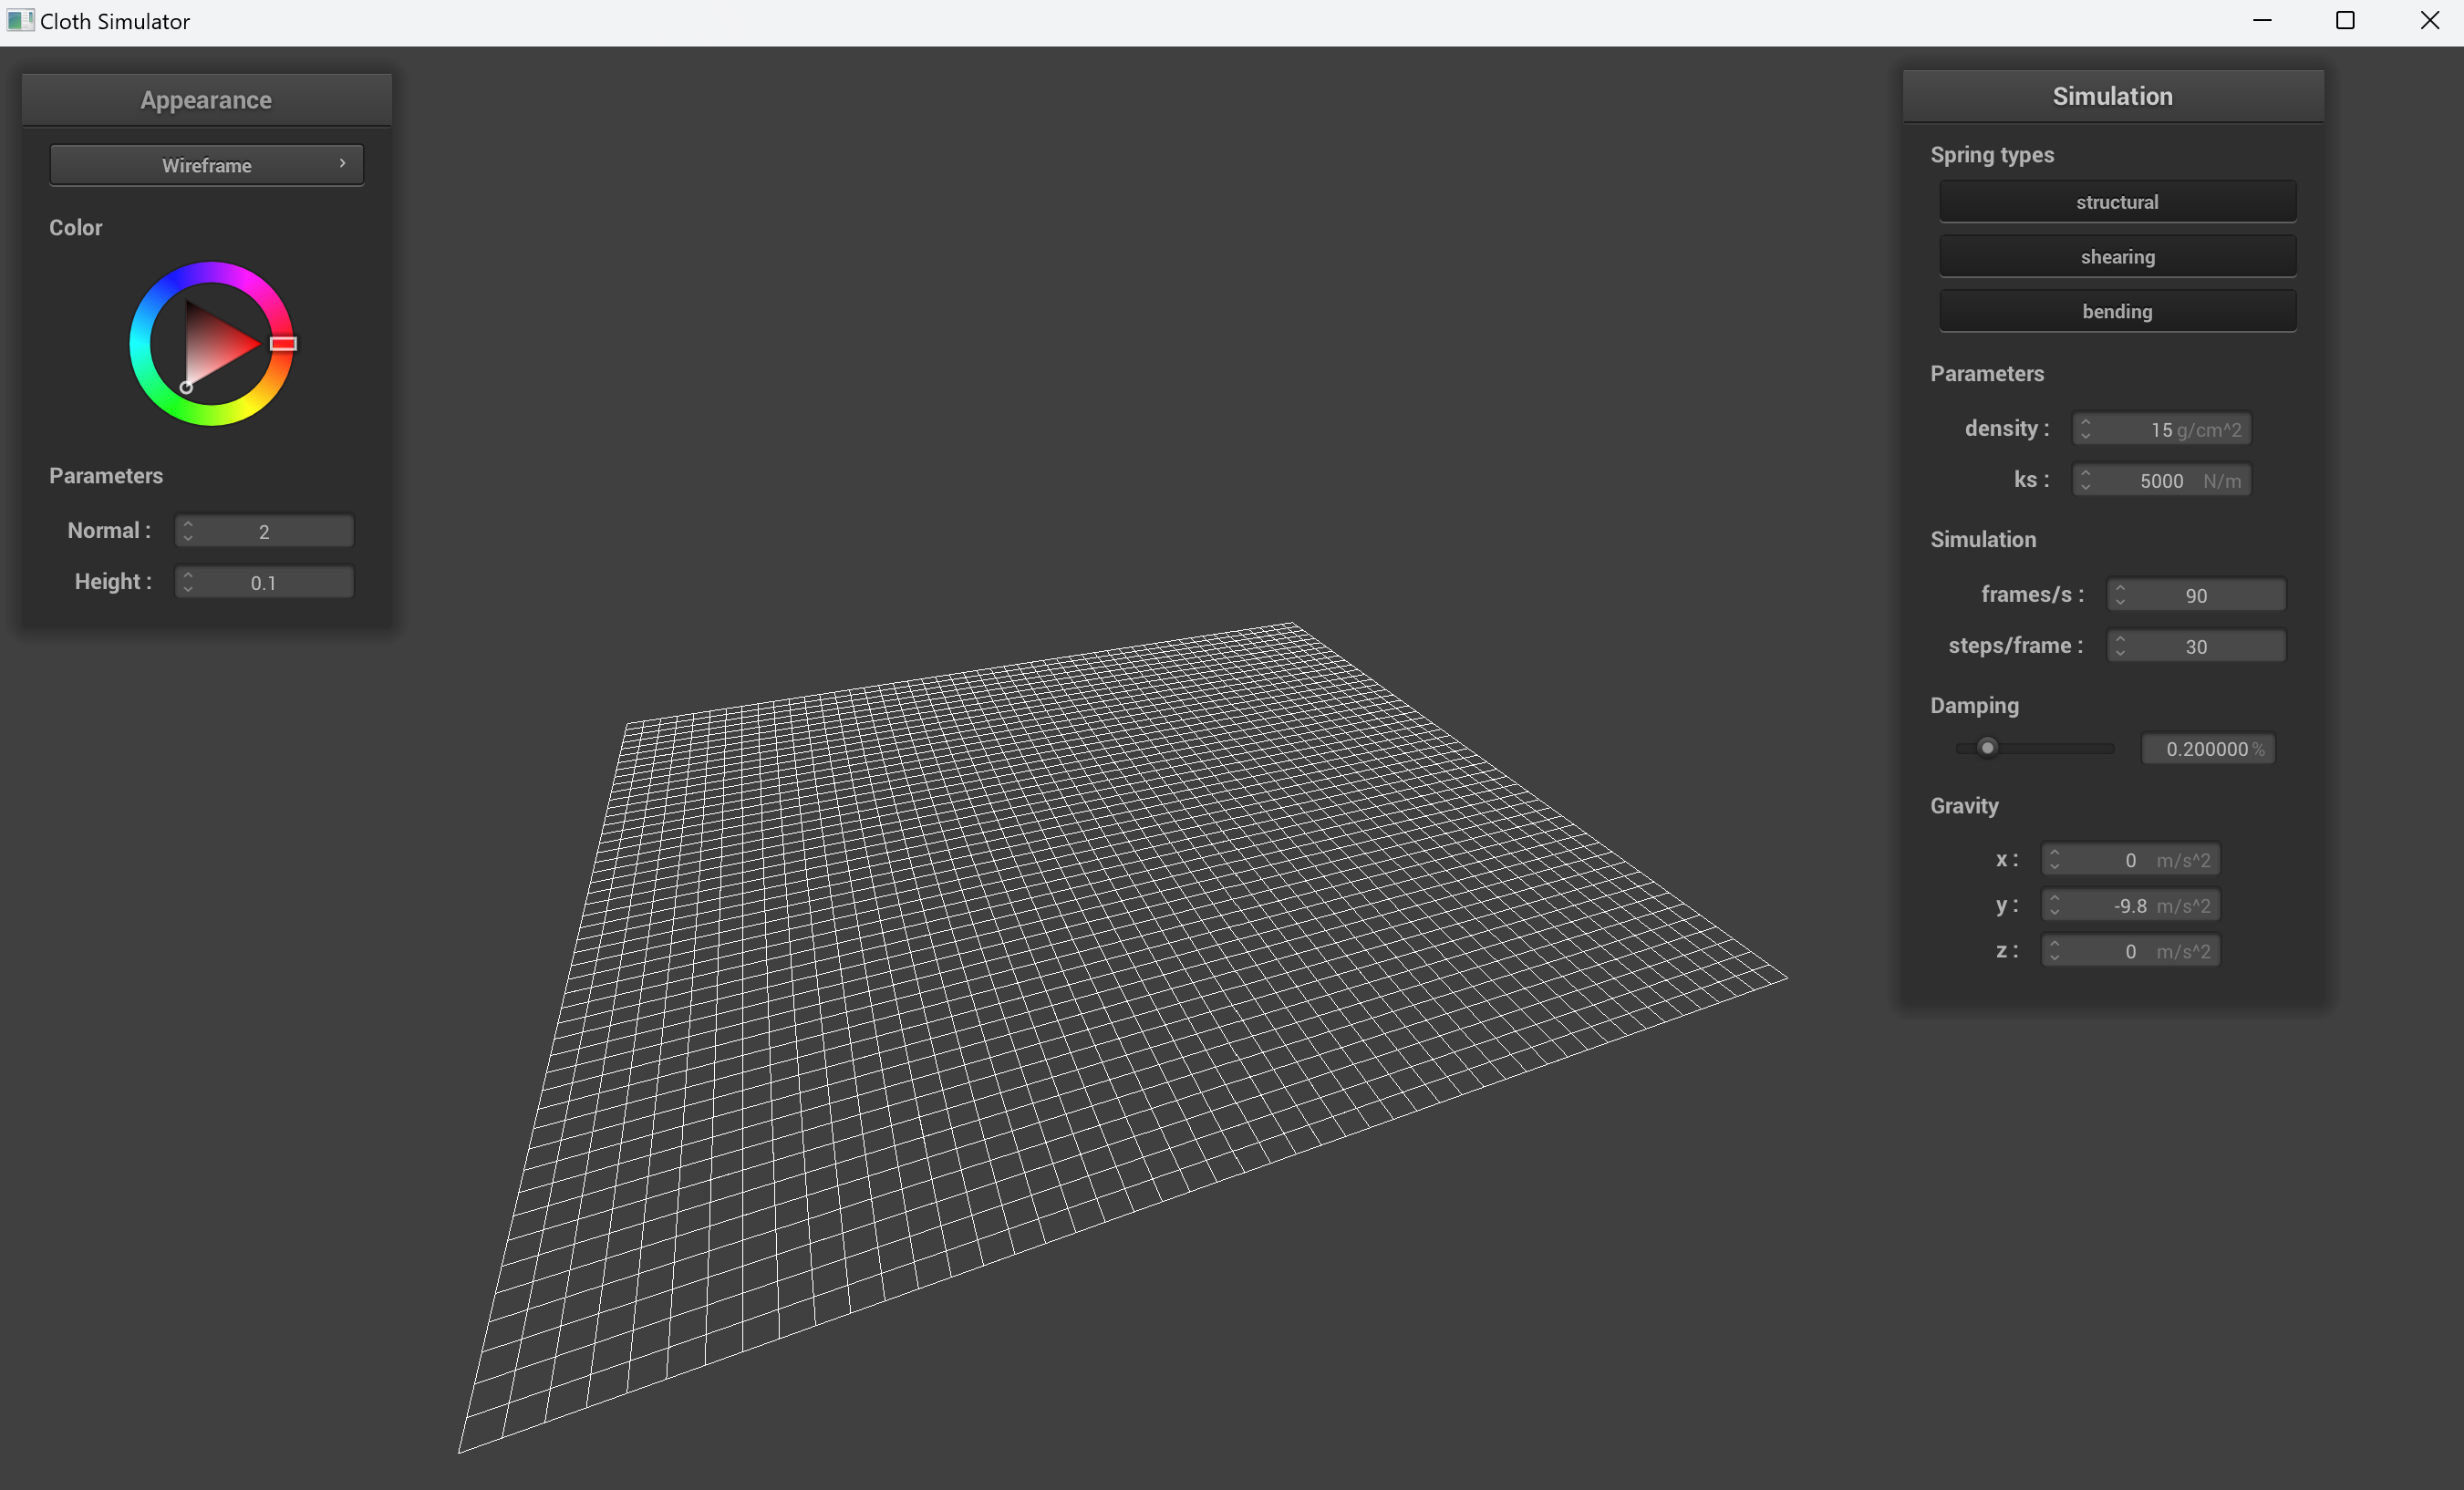 Cloth Simulator
Appearance
Wireframe
Color
Parameters
Normal : 2
Height : 0.1
Simulation
Spring types
structural
shearing
bending
Parameters
density : 15 g/cm^2
ks : 5000 N/m
Simulation
frames/s : 90
steps/frame : 30
Damping
0.200000 %
Gravity
x : 0 m/s^2
y : -9.8 m/s^2
z : 0 m/s^2